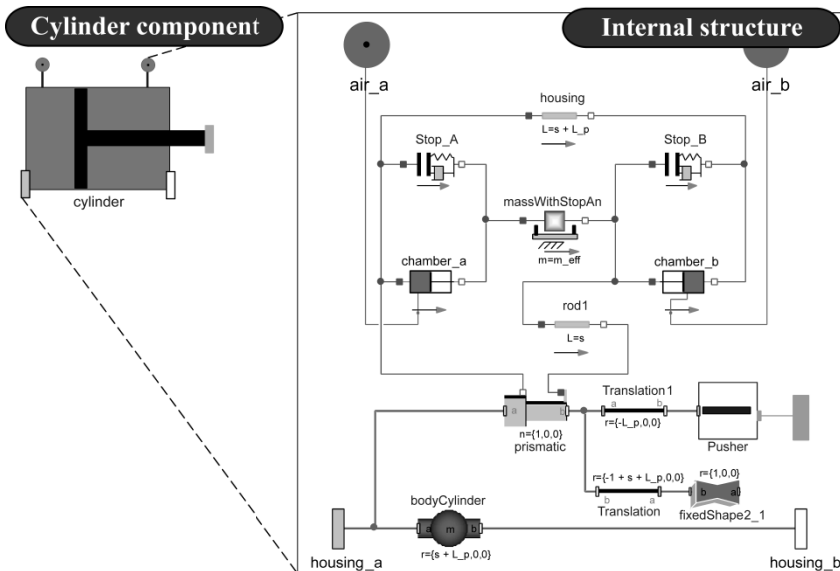 Cylinder component
Internal structure
air_a
air_b
housing
L=s + L_p
Stop_A
Stop_B
massWithStopAn
m=m_eff
chamber_a
chamber_b
rod1
L=s
cylinder
a
b
n={1,0,0}
prismatic
Translation1
a
b
r={-L_p,0,0}
Pusher
r={-1 + s + L_p,0,0}
b
a
Translation
r={1,0,0}
b
a
fixedShape2_1
bodyCylinder
a
m
b
r={s + L_p,0,0}
housing_a
housing_b